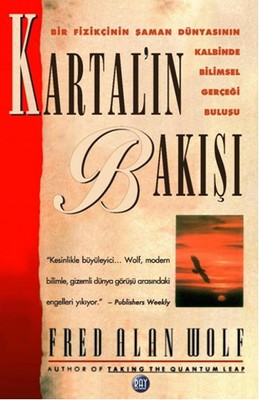 BİR FİZİKÇİNİN ŞAMAN DÜNYASININ
KALBİNDE
BİLİMSEL
GERÇEĞİ
BULUŞU
KARTAL'IN
BAKIŞI
"Kesinlikle büyüleyici... Wolf, modern
bilimle, gizemli dünya görüşü arasındaki
engelleri yıkıyor." – Publishers Weekly
FRED ALAN WOLF
AUTHOR OF TAKING THE QUANTUM LEAP
RAY